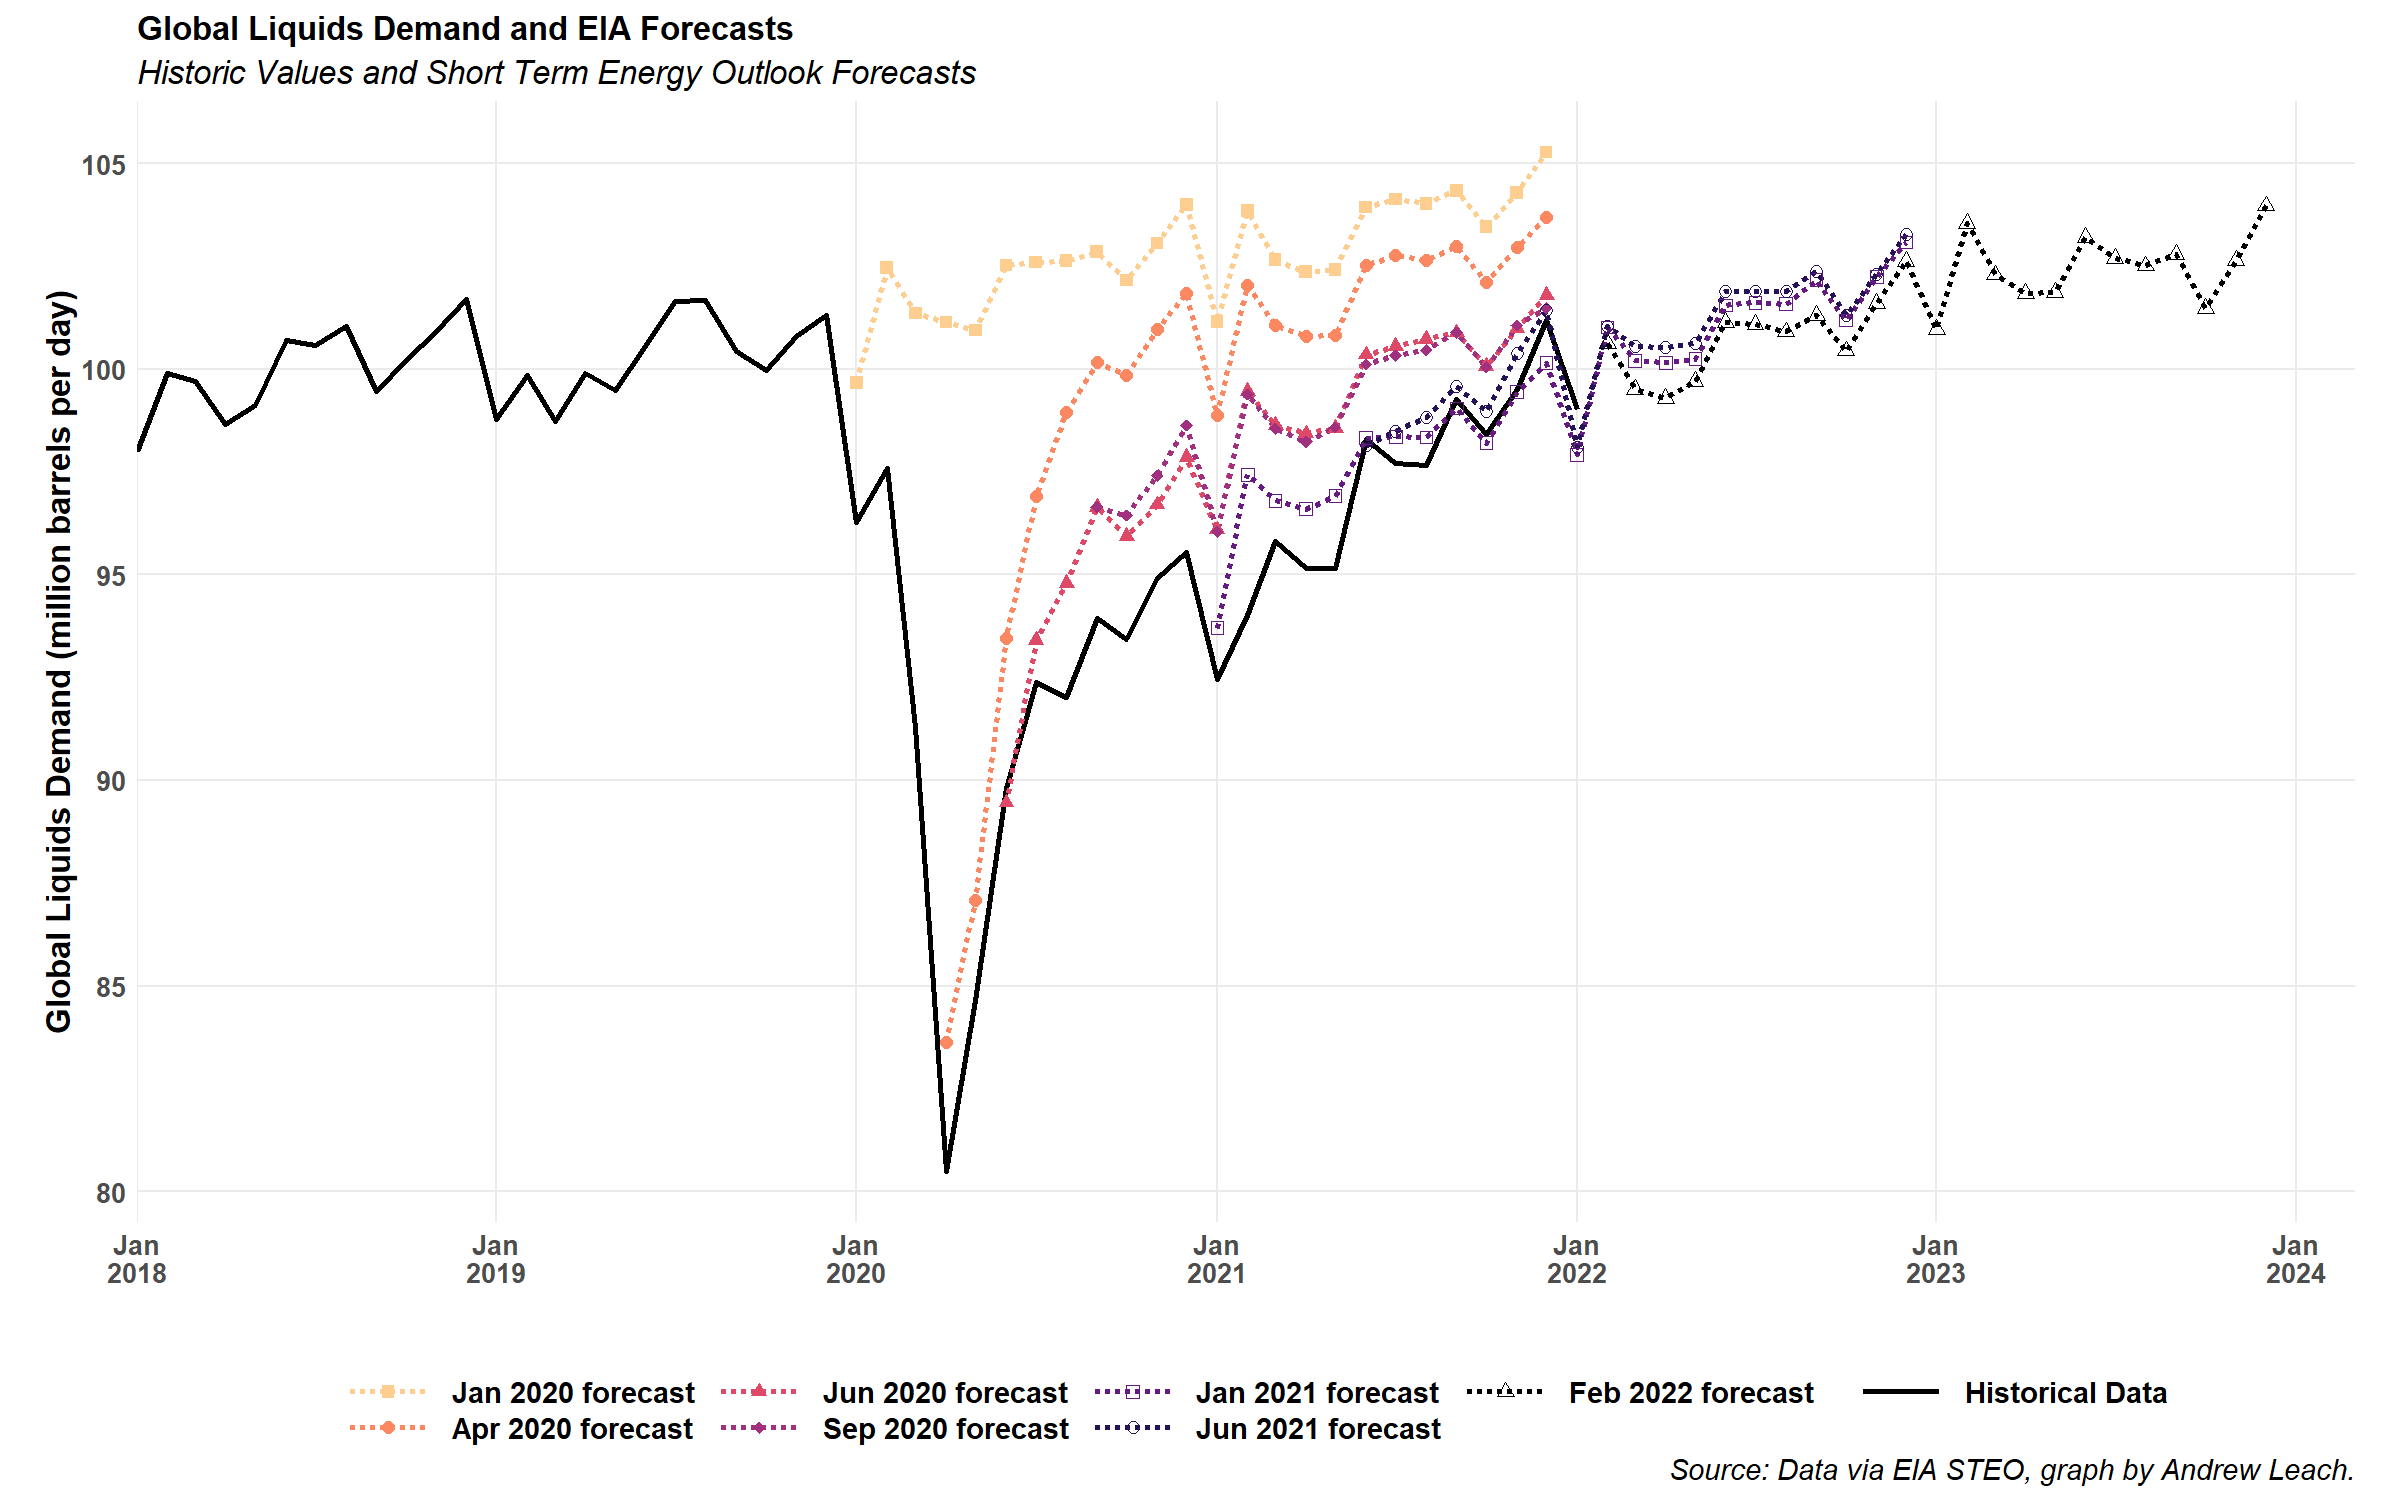 Global Liquids Demand and EIA Forecasts
Historic Values and Short Term Energy Outlook Forecasts
Global Liquids Demand (million barrels per day)
105
100
95
90
85
80
Jan 2018
Jan 2019
Jan 2020
Jan 2021
Jan 2022
Jan 2023
Jan 2024
Jan 2020 forecast
Apr 2020 forecast
Jun 2020 forecast
Sep 2020 forecast
Jan 2021 forecast
Jun 2021 forecast
Feb 2022 forecast
Historical Data
Source: Data via EIA STEO, graph by Andrew Leach.